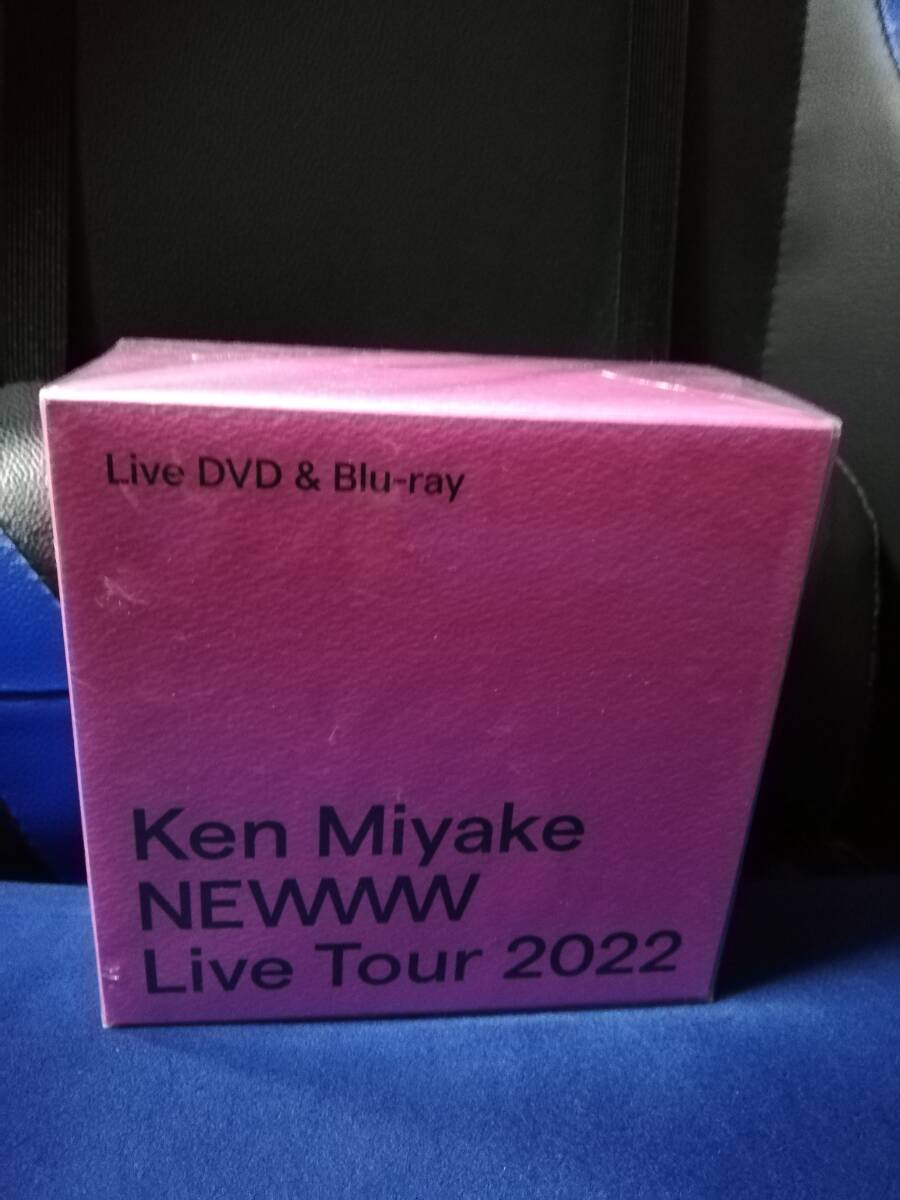 Live DVD & Blu-ray
Ken Miyake
NEWWW
Live Tour 2022